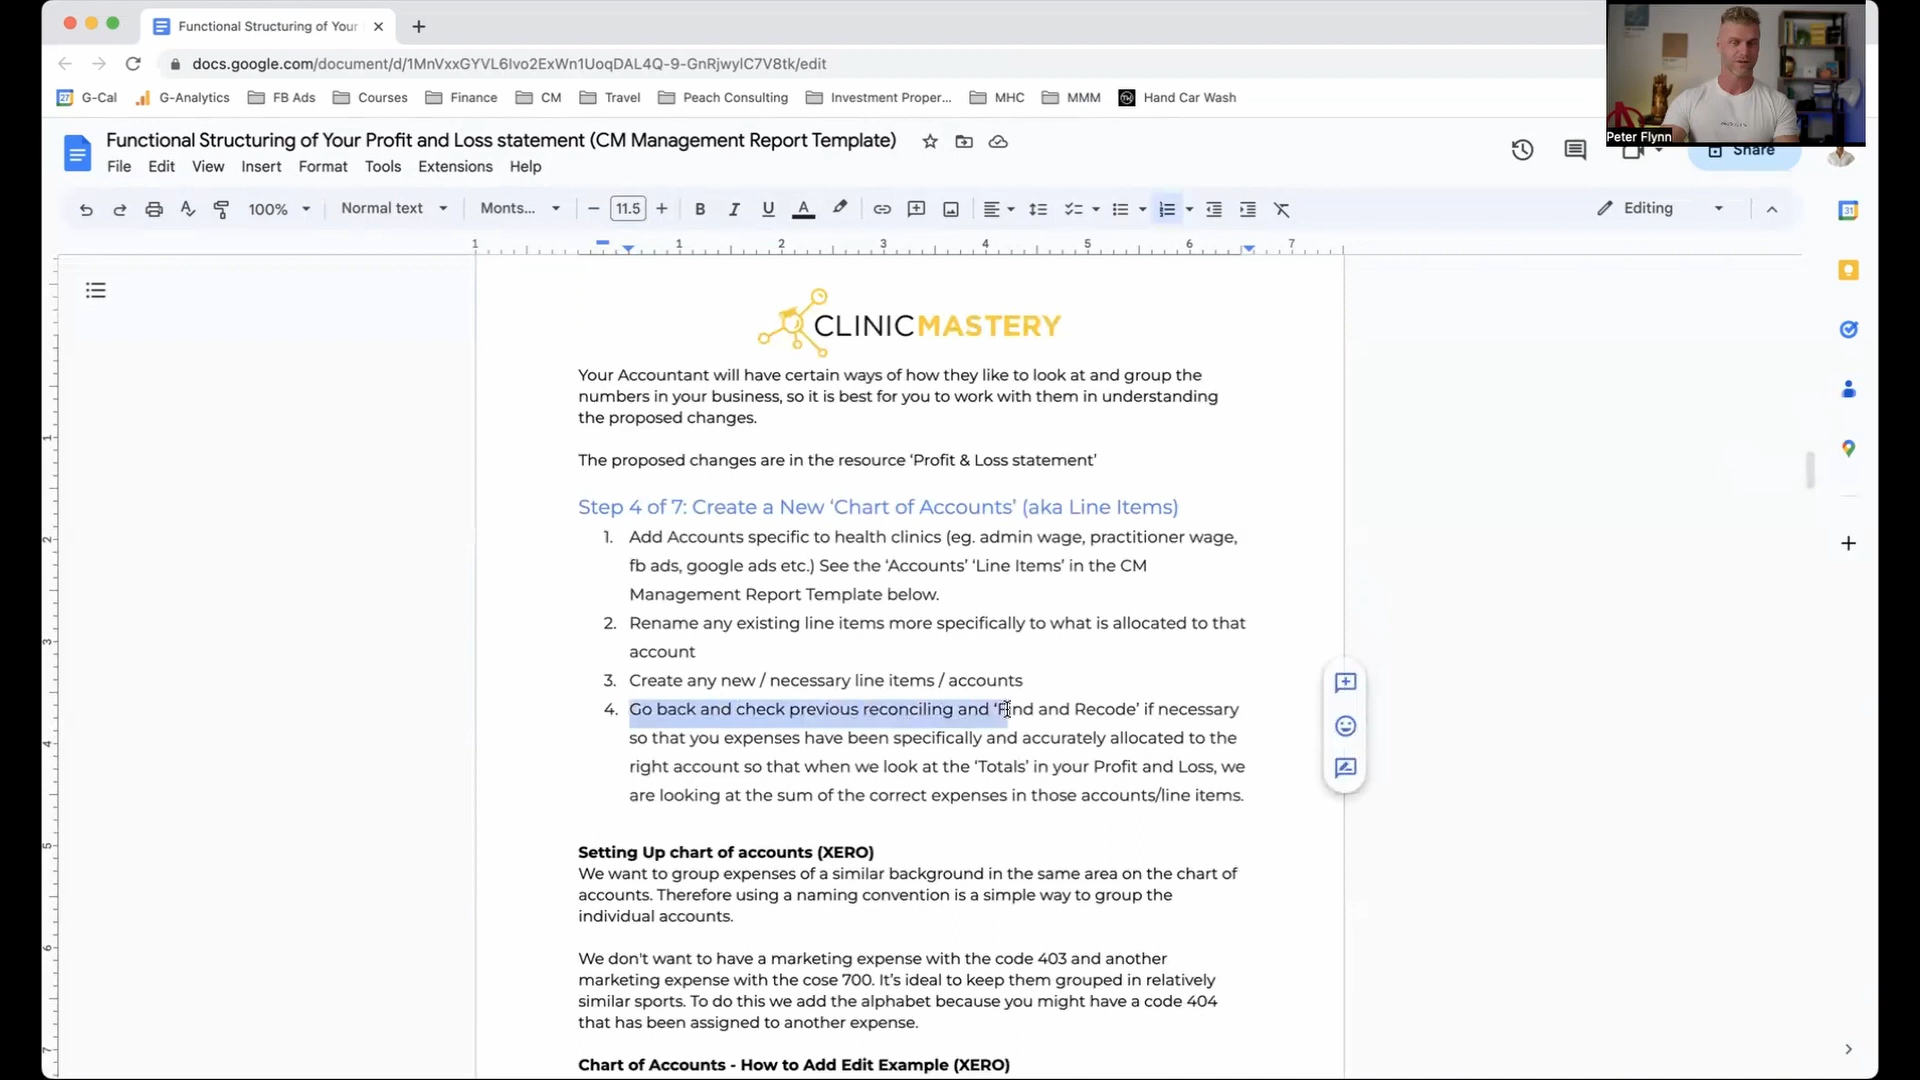 Functional Structuring of Your
docs.google.com/document/d/1MnVxxGYVL6lvo2ExWn1UoqDAL4Q-9-GnRjwylC7V8tk/edit
G-Cal G-Analytics FB Ads Courses Finance CM Travel Peach Consulting Investment Proper... MHC MMM Hand Car Wash
Peter Flynn
Functional Structuring of Your Profit and Loss statement (CM Management Report Template)
File Edit View Insert Format Tools Extensions Help
Share
100% Normal text Monts... 11.5 Editing
1 1 2 3 4 5 6 7
CLINICMASTERY
Your Accountant will have certain ways of how they like to look at and group the
numbers in your business, so it is best for you to work with them in understanding
the proposed changes.
The proposed changes are in the resource ‘Profit & Loss statement’
Step 4 of 7: Create a New ‘Chart of Accounts’ (aka Line Items)
1. Add Accounts specific to health clinics (eg. admin wage, practitioner wage,
fb ads, google ads etc.) See the ‘Accounts’ ‘Line Items’ in the CM
Management Report Template below.
2. Rename any existing line items more specifically to what is allocated to that
account
3. Create any new / necessary line items / accounts
4. Go back and check previous reconciling and ‘Find and Recode’ if necessary
so that you expenses have been specifically and accurately allocated to the
right account so that when we look at the ‘Totals’ in your Profit and Loss, we
are looking at the sum of the correct expenses in those accounts/line items.
Setting Up chart of accounts (XERO)
We want to group expenses of a similar background in the same area on the chart of
accounts. Therefore using a naming convention is a simple way to group the
individual accounts.
We don't want to have a marketing expense with the code 403 and another
marketing expense with the cose 700. It’s ideal to keep them grouped in relatively
similar sports. To do this we add the alphabet because you might have a code 404
that has been assigned to another expense.
Chart of Accounts - How to Add Edit Example (XERO)